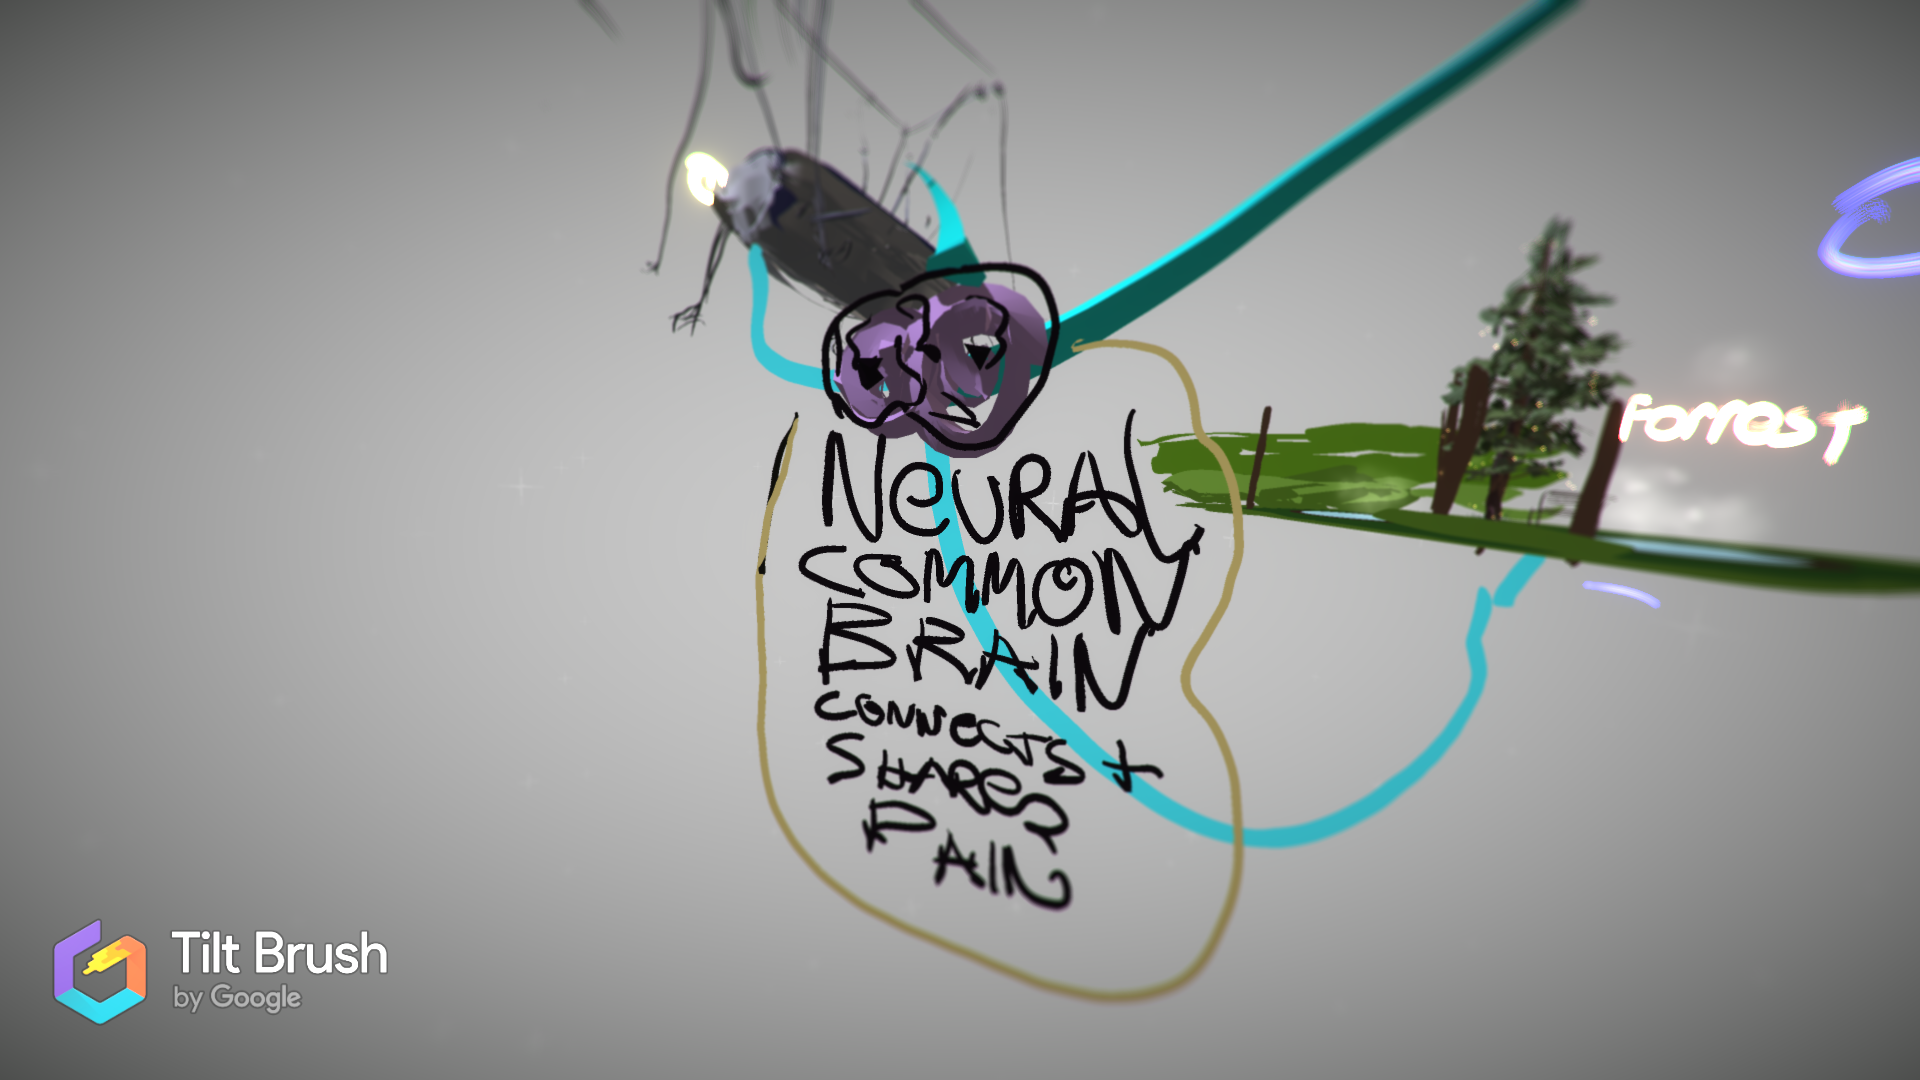 Forrest
NeURAL
COMMON
BRAIN
CONNeCTS +
SHAReS
PAIN
Tilt Brush
by Google